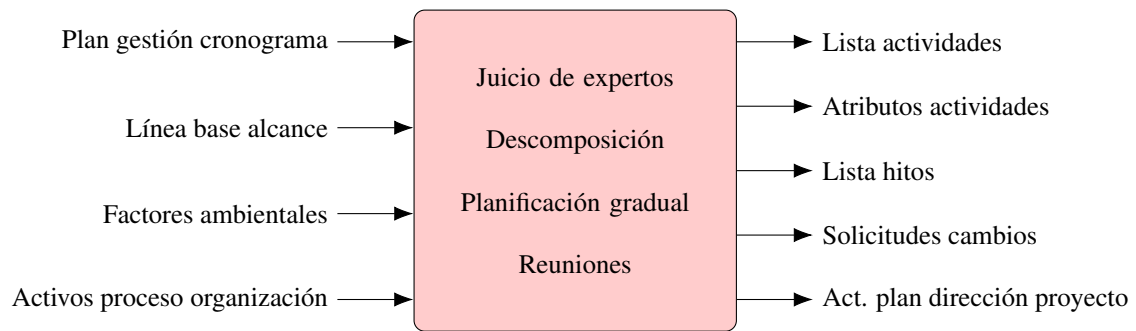 Plan gestión cronograma
Línea base alcance
Factores ambientales
Activos proceso organización
Juicio de expertos
Descomposición
Planificación gradual
Reuniones
Lista actividades
Atributos actividades
Lista hitos
Solicitudes cambios
Act. plan dirección proyecto